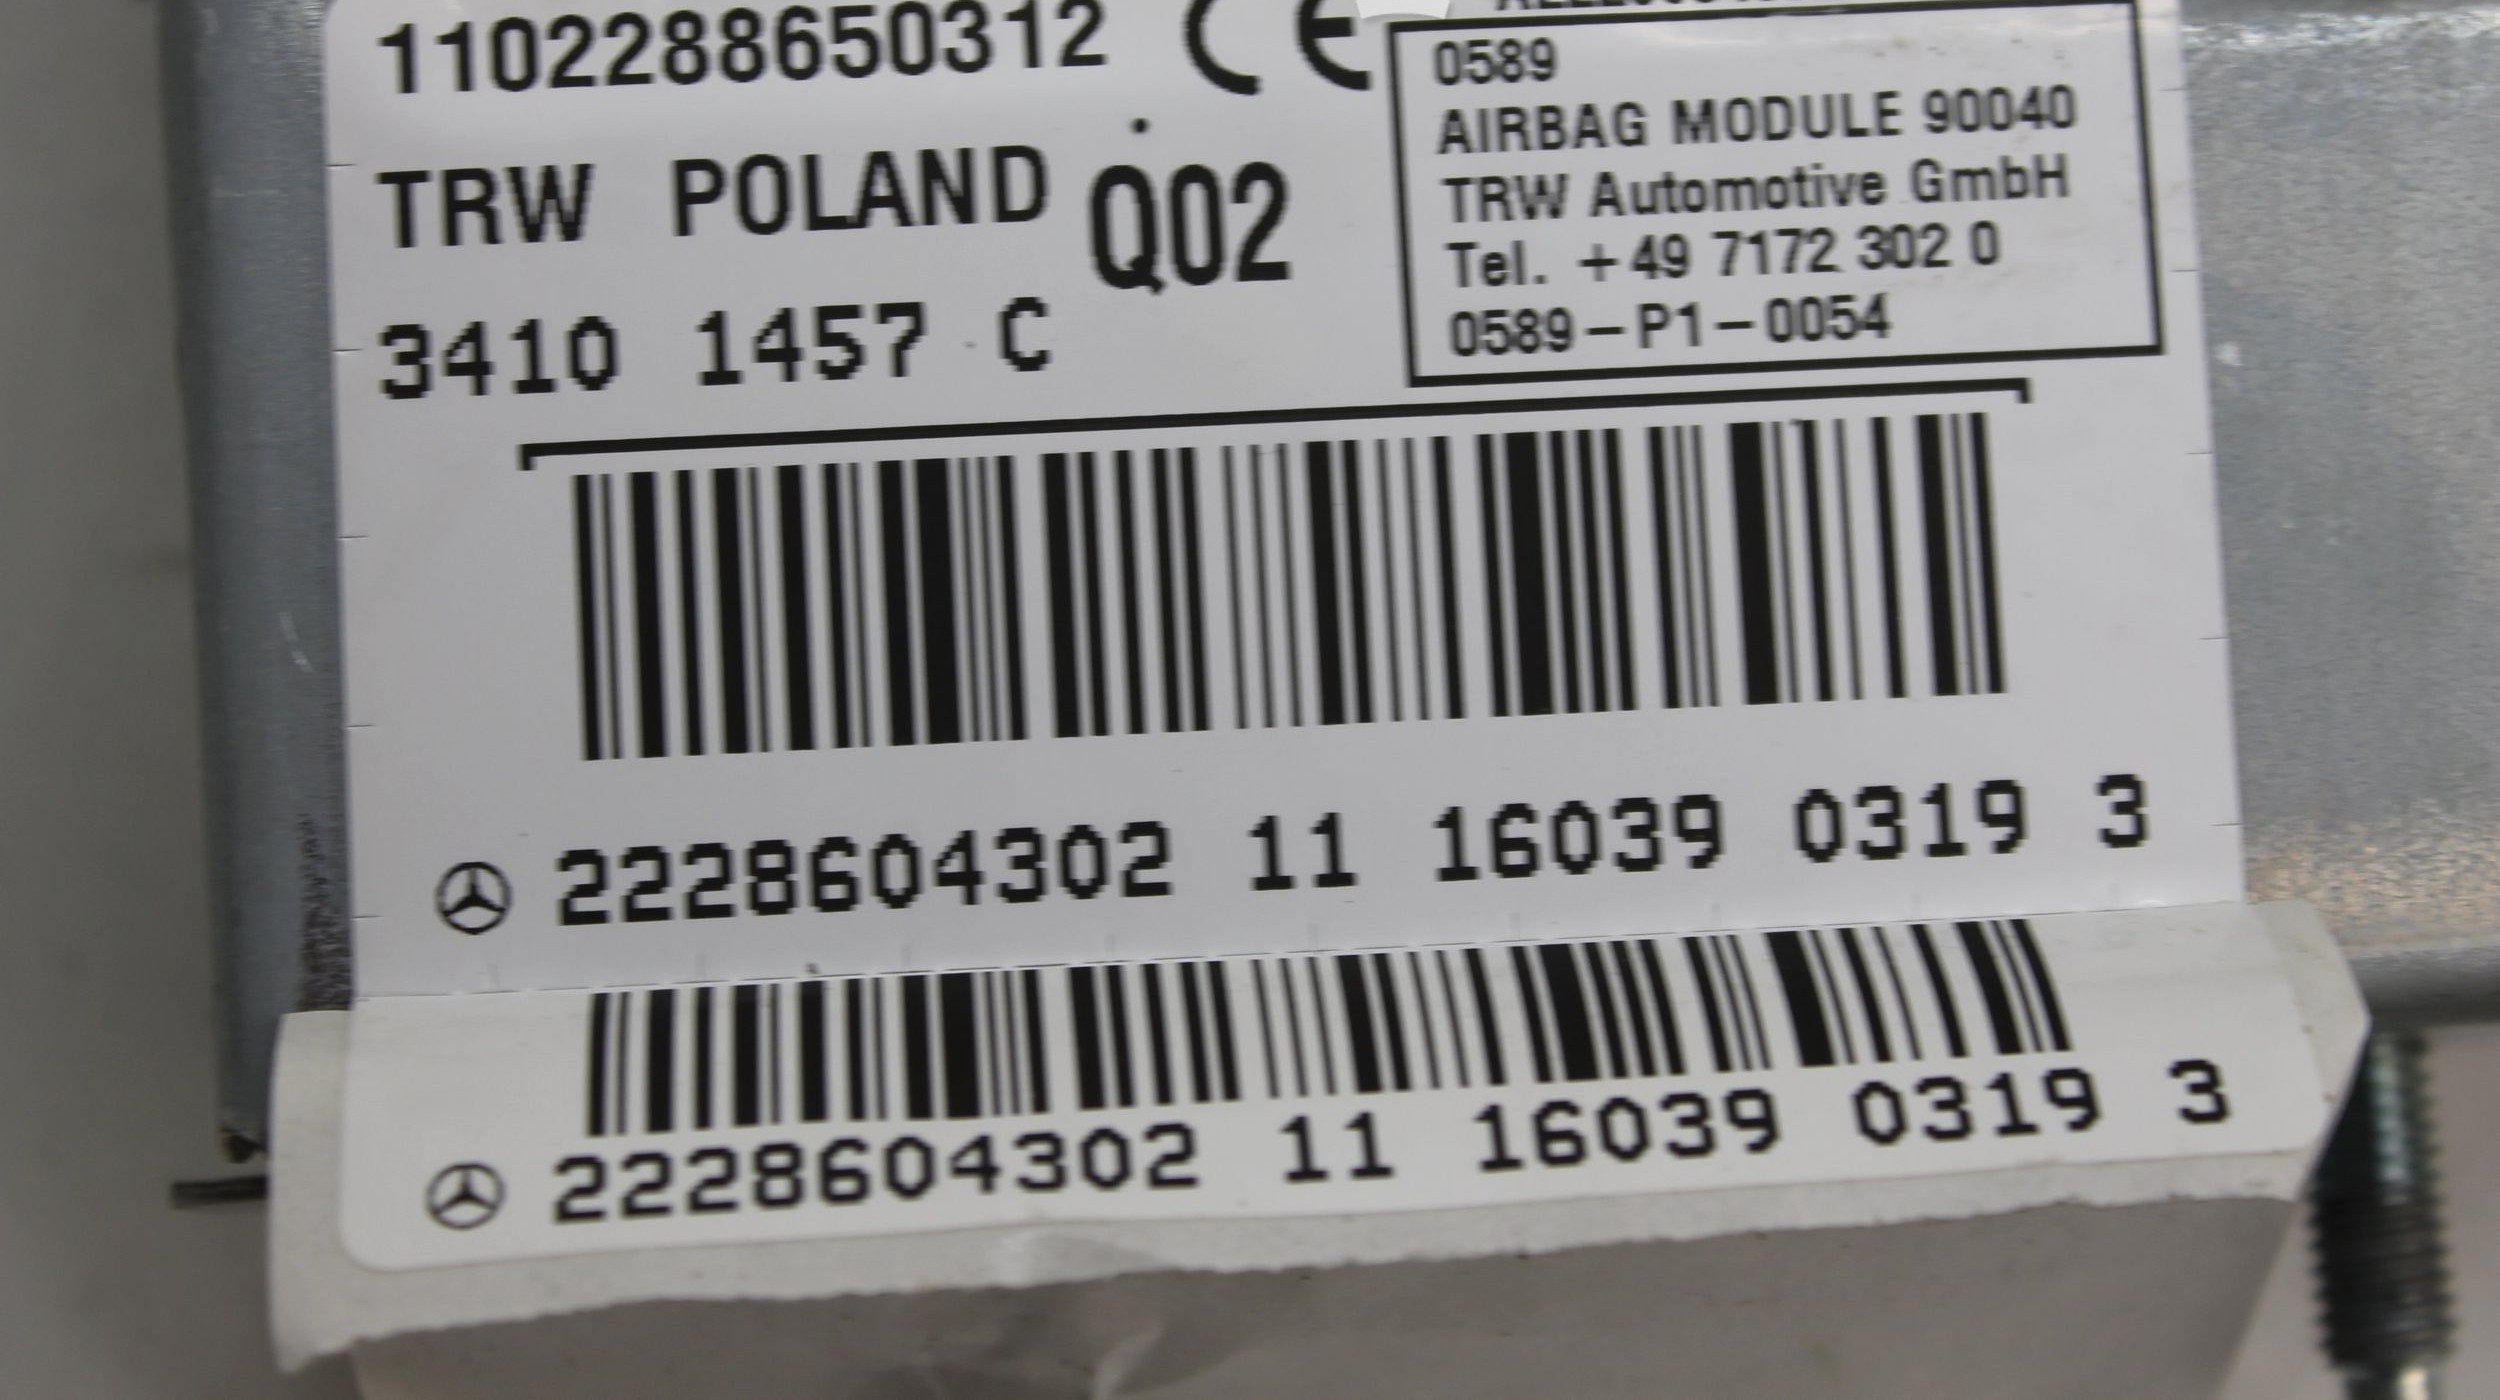 1102288650312 CE
TRW POLAND Q02
3410 1457 C
0589
AIRBAG MODULE 90040
TRW Automotive GmbH
Tel. +49 7172 302 0
0589-P1-0054
2228604302 11 16039 0319 3
2228604302 11 16039 0319 3